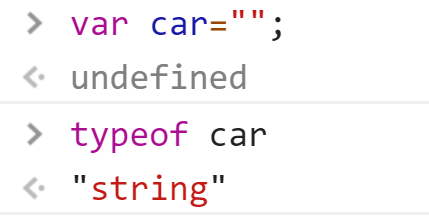 > var car="";
<· undefined
> typeof car
<· "string"